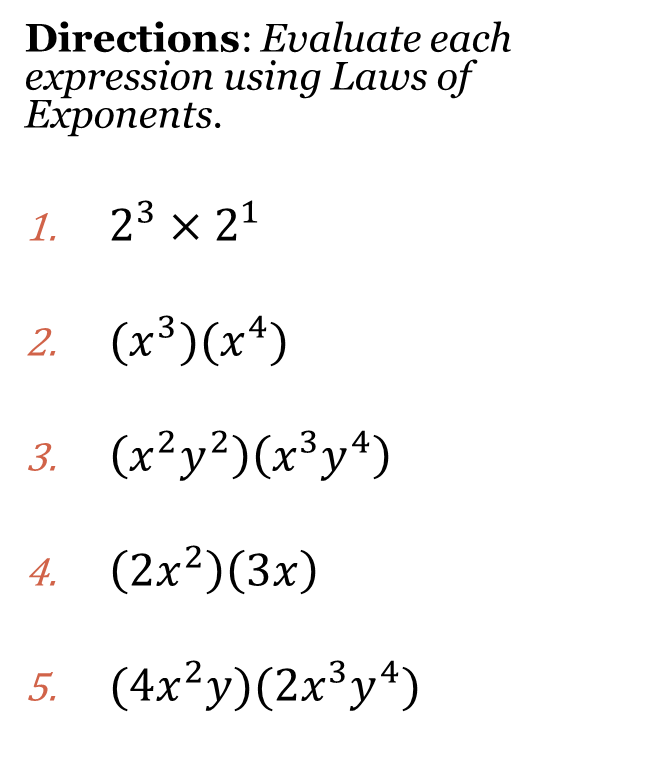 Directions: Evaluate each
expression using Laws of
Exponents.
1. 2³ × 2¹
2. (x³)(x⁴)
3. (x²y²)(x³y⁴)
4. (2x²)(3x)
5. (4x²y)(2x³y⁴)